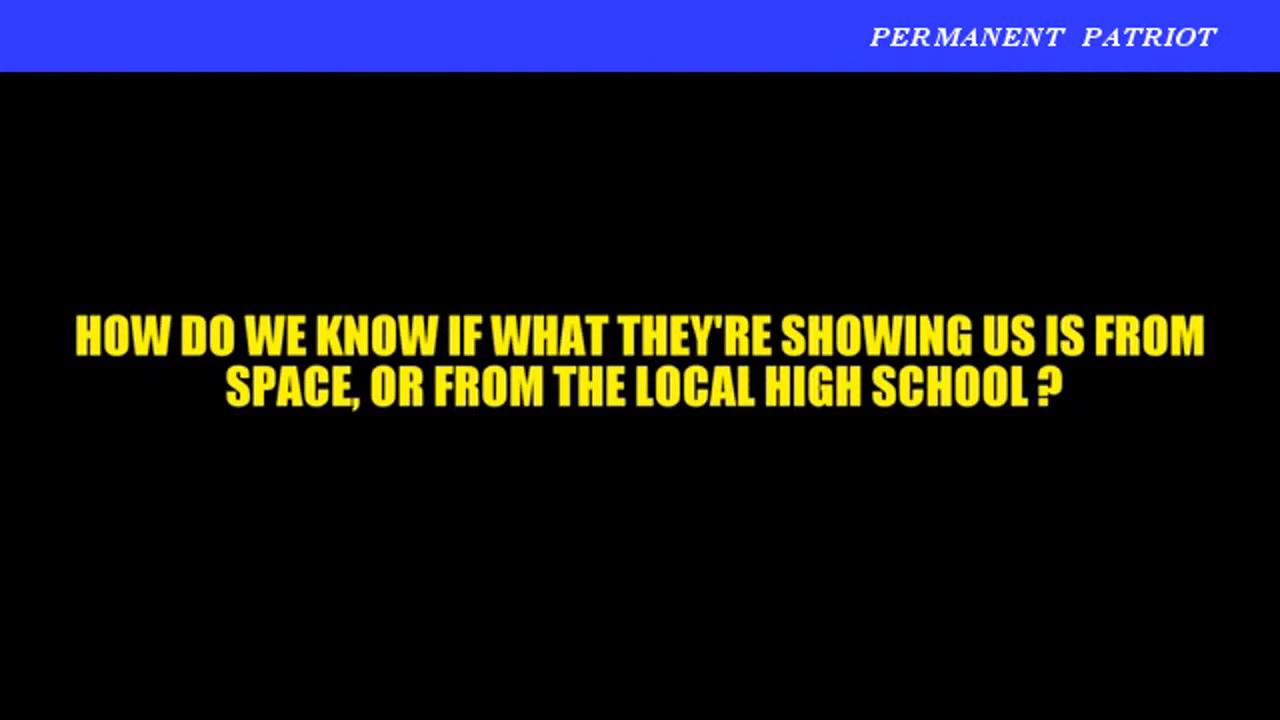 PERMANENT PATRIOT
HOW DO WE KNOW IF WHAT THEY'RE SHOWING US IS FROM
SPACE, OR FROM THE LOCAL HIGH SCHOOL ?